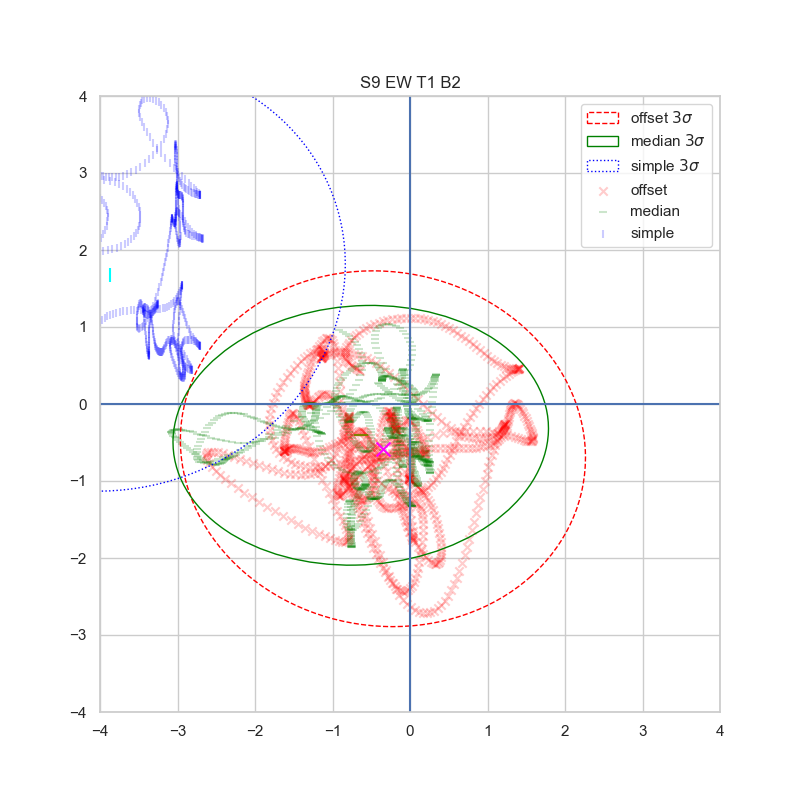 S9 EW T1 B2
offset 3σ
median 3σ
simple 3σ
offset
median
simple
4
3
2
1
0
−1
−2
−3
−4
−4 −3 −2 −1 0 1 2 3 4